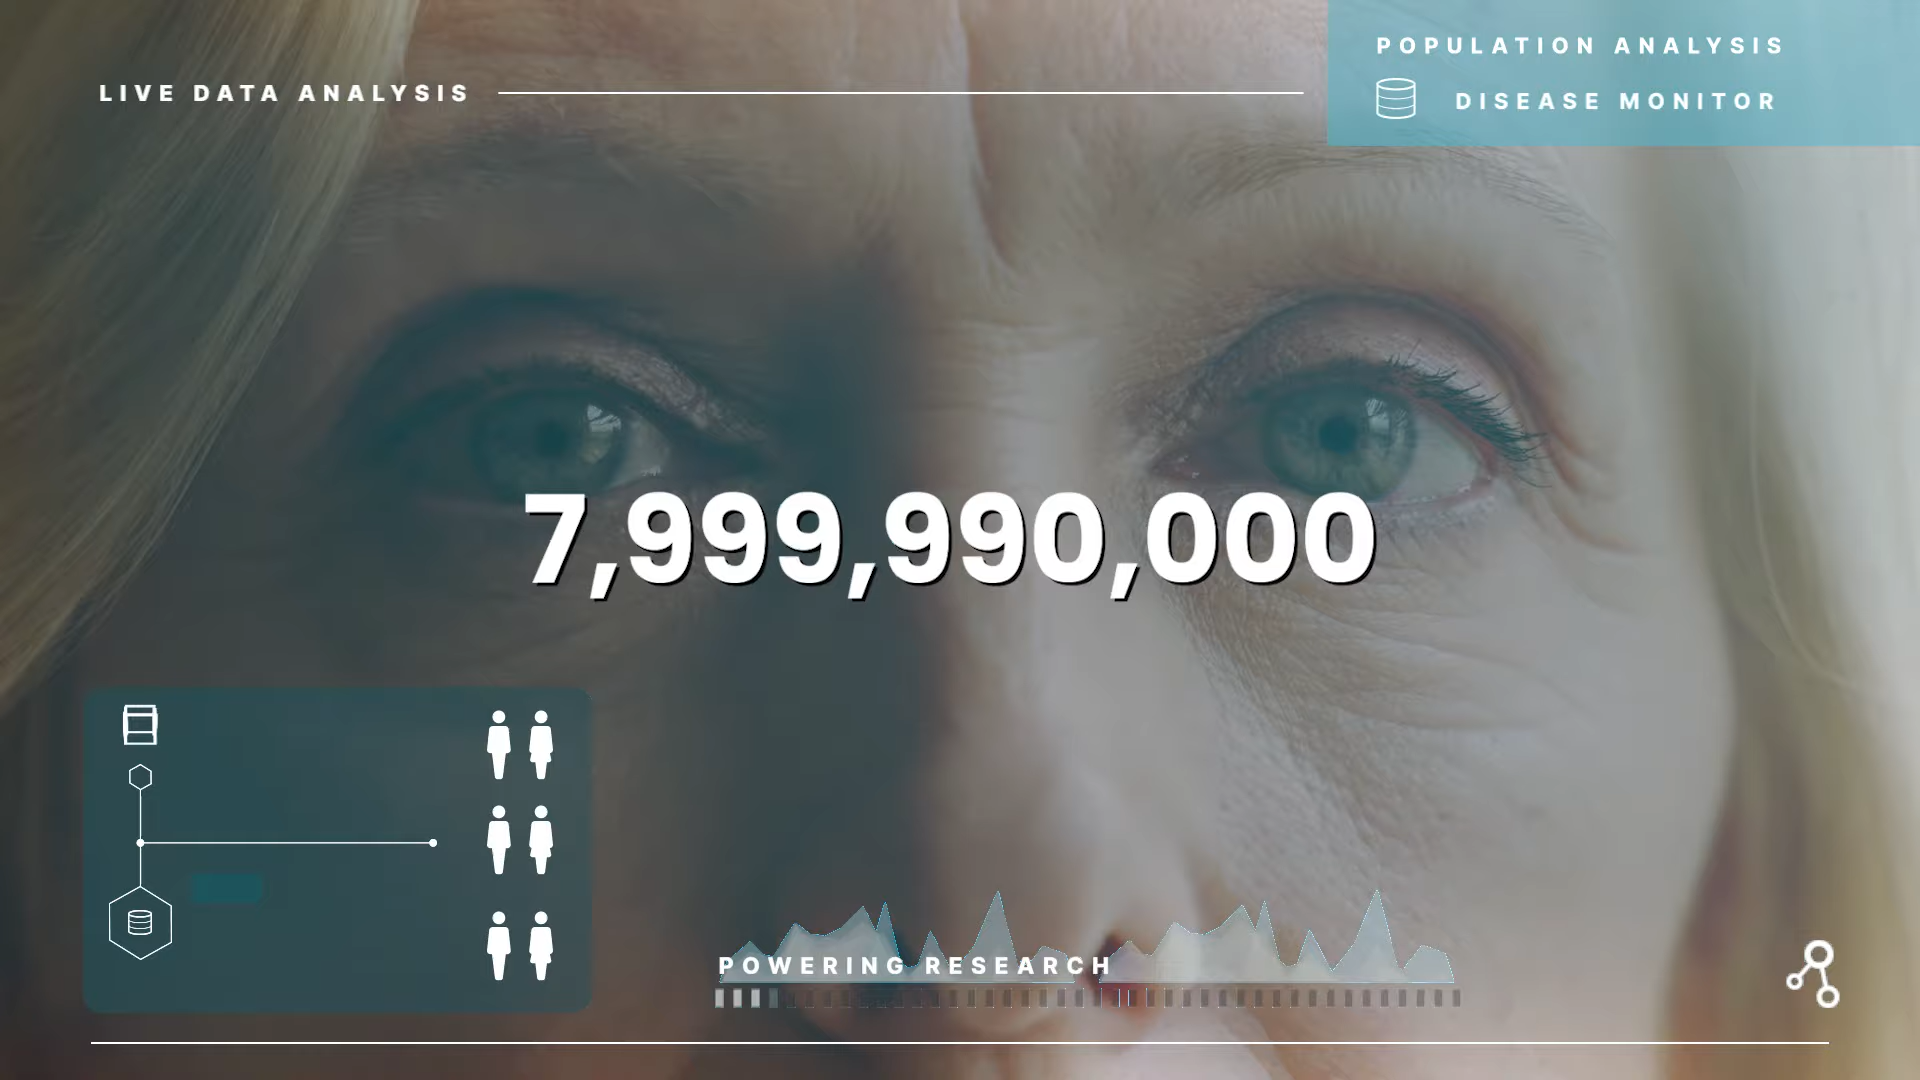 LIVE DATA ANALYSIS
POPULATION ANALYSIS
DISEASE MONITOR
7,999,990,000
POWERING RESEARCH